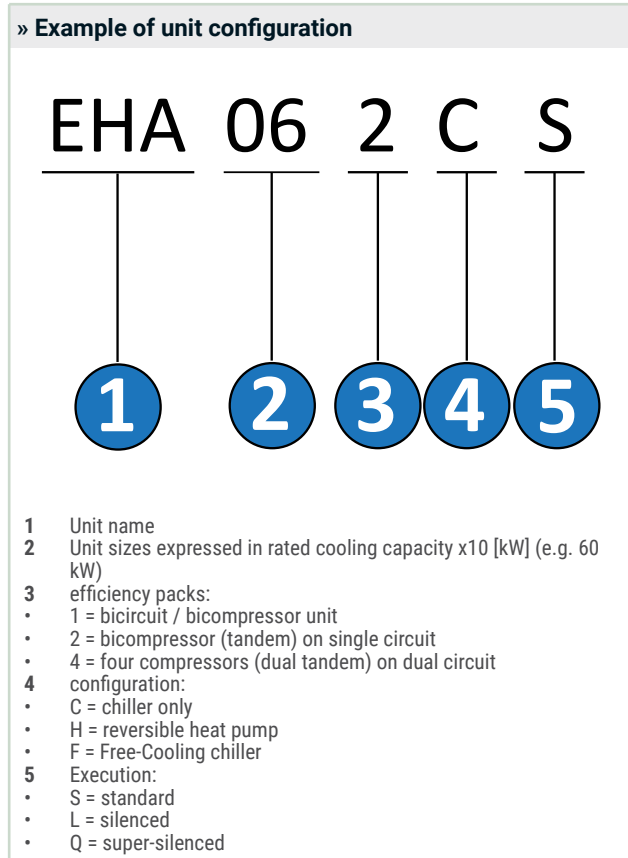 » Example of unit configuration
EHA 06 2 C S
1 2 3 4 5
1 Unit name
2 Unit sizes expressed in rated cooling capacity x10 [kW] (e.g. 60
kW)
3 efficiency packs:
• 1 = bicircuit / bicompressor unit
• 2 = bicompressor (tandem) on single circuit
• 4 = four compressors (dual tandem) on dual circuit
4 configuration:
• C = chiller only
• H = reversible heat pump
• F = Free-Cooling chiller
5 Execution:
• S = standard
• L = silenced
• Q = super-silenced